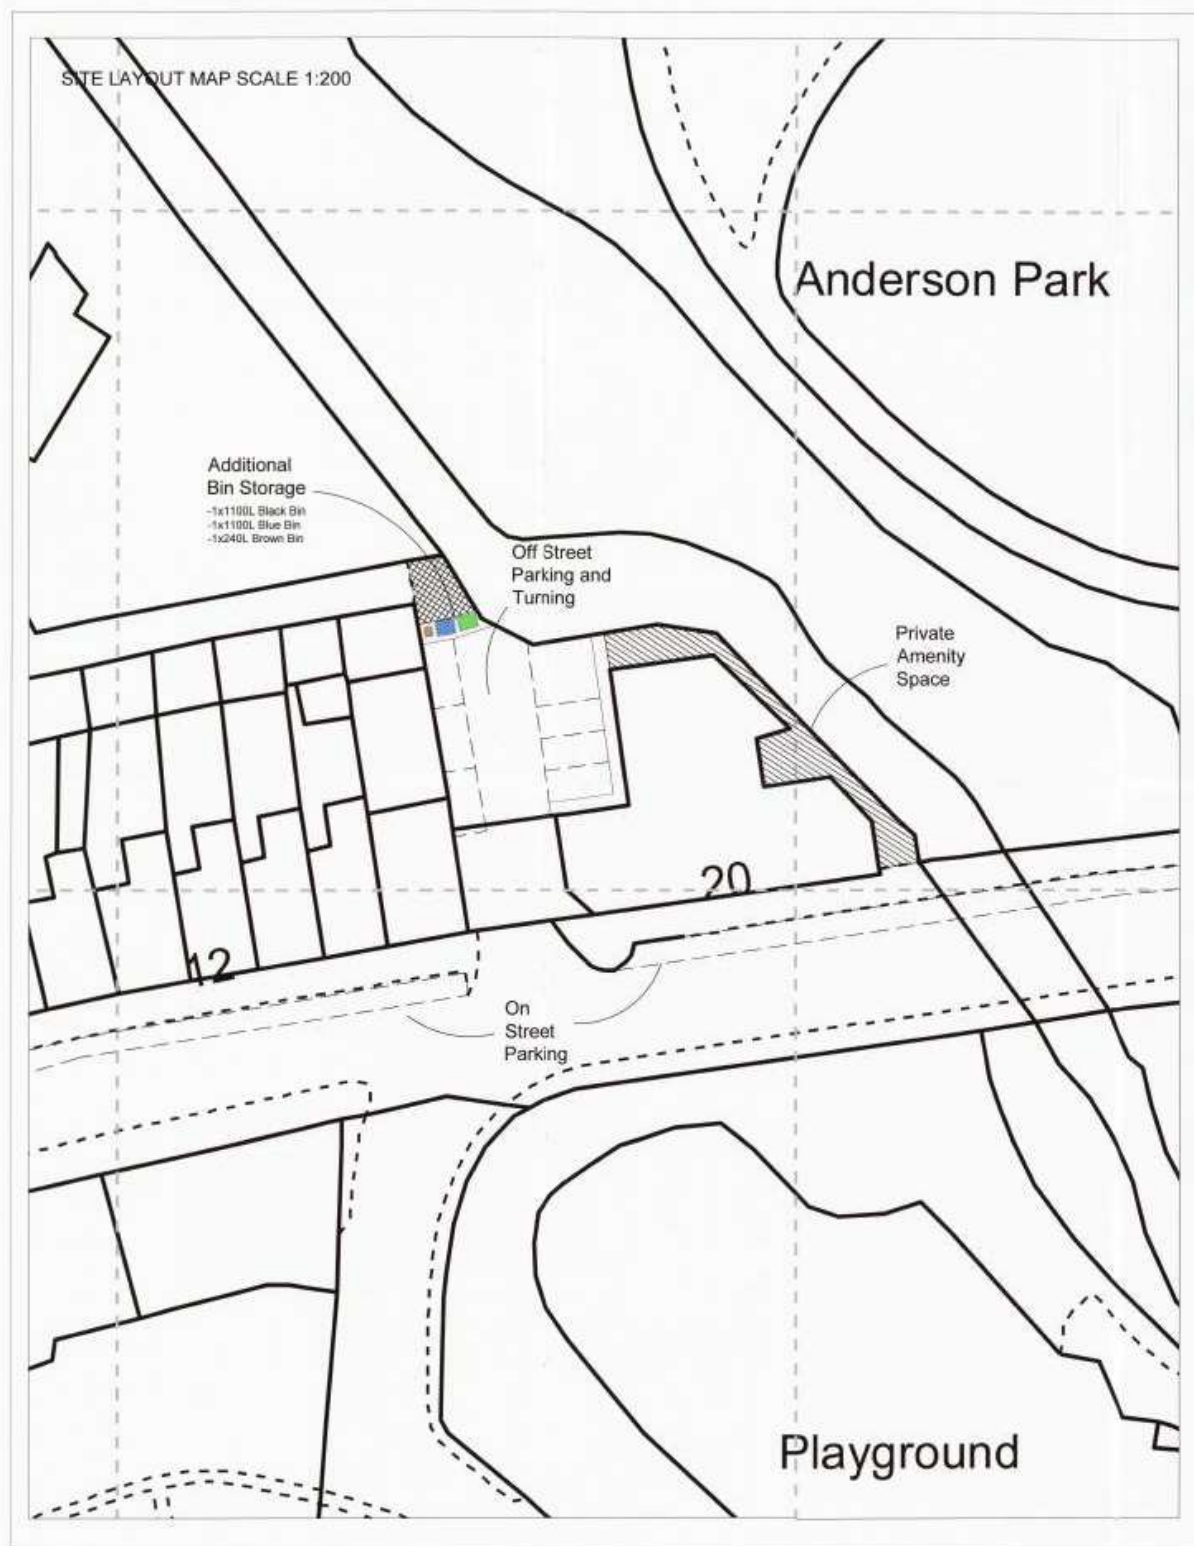 SITE LAYOUT MAP SCALE 1:200
Anderson Park
Additional
Bin Storage
-1x1100L Black Bin
-1x1100L Blue Bin
-1x240L Brown Bin
Off Street
Parking and
Turning
Private
Amenity
Space
20
12
On
Street
Parking
Playground